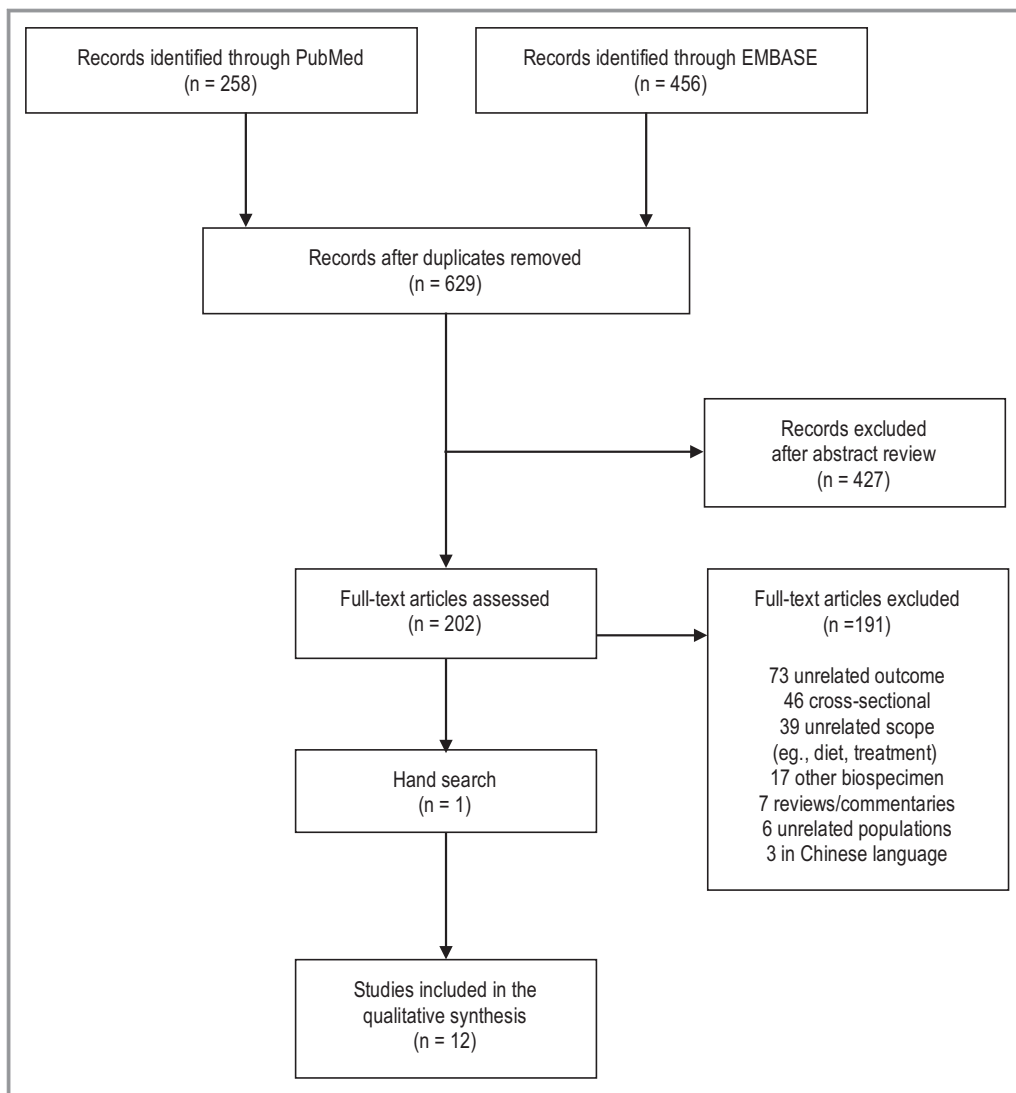 Records identified through PubMed
(n = 258)
Records identified through EMBASE
(n = 456)
Records after duplicates removed
(n = 629)
Records excluded
after abstract review
(n = 427)
Full-text articles assessed
(n = 202)
Full-text articles excluded
(n =191)
73 unrelated outcome
46 cross-sectional
39 unrelated scope
(eg., diet, treatment)
17 other biospecimen
7 reviews/commentaries
6 unrelated populations
3 in Chinese language
Hand search
(n = 1)
Studies included in the
qualitative synthesis
(n = 12)